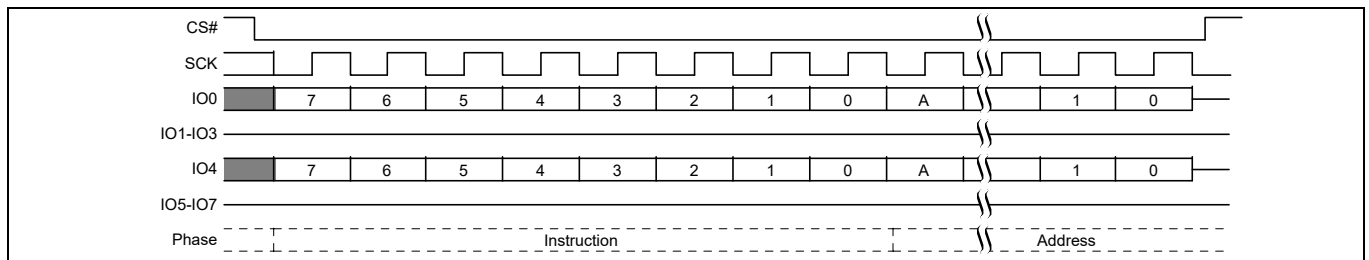 CS#
SCK
IO0 7 6 5 4 3 2 1 0 A 1 0
IO1-IO3
IO4 7 6 5 4 3 2 1 0 A 1 0
IO5-IO7
Phase Instruction Address